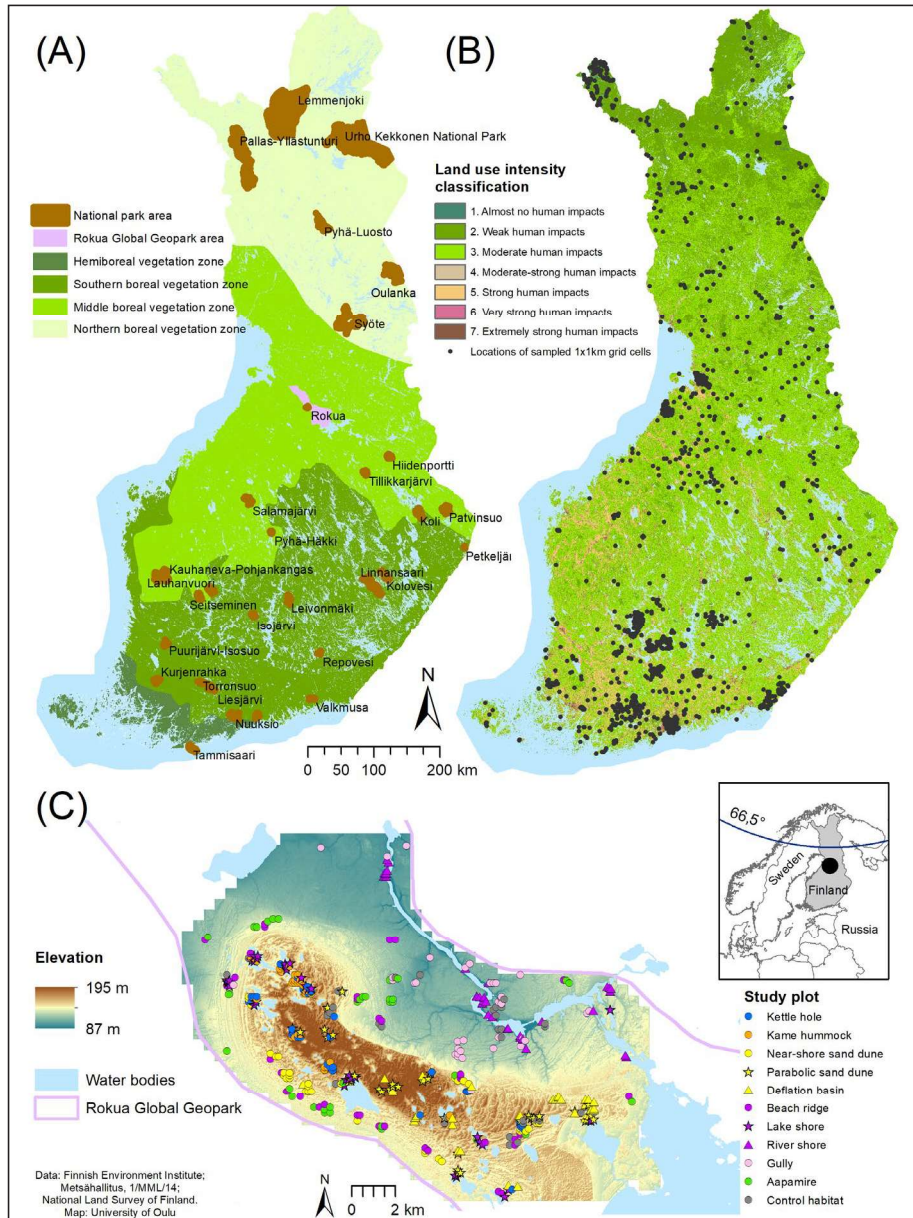 (A)
(B)
Lemmenjoki
Pallas-Yllästunturi
Urho Kekkonen National Park
Pyhä-Luosto
Oulanka
Syöte
Rokua
Hiidenportti
Tillikkarjärvi
Salamajärvi
Koli
Patvinsuo
Pyhä-Häkki
Petkeljär
Kauhaneva-Pohjankangas
Lauhanvuori
Linnansaari
Kolovesi
Seitseminen
Leivonmäki
Isojärvi
Puurijärvi-Isosuo
Repovesi
Kurjenrahka
Torronsuo
Liesjärvi
Valkmusa
Nuuksio
Tammisaari
National park area
Rokua Global Geopark area
Hemiboreal vegetation zone
Southern boreal vegetation zone
Middle boreal vegetation zone
Northern boreal vegetation zone
Land use intensity
classification
1. Almost no human impacts
2. Weak human impacts
3. Moderate human impacts
4. Moderate-strong human impacts
5. Strong human impacts
6. Very strong human impacts
7. Extremely strong human impacts
Locations of sampled 1x1km grid cells
N
0 50 100 200 km
(C)
66,5°
Sweden
Finland
Russia
Elevation
195 m
87 m
Water bodies
Rokua Global Geopark
Study plot
Kettle hole
Kame hummock
Near-shore sand dune
Parabolic sand dune
Deflation basin
Beach ridge
Lake shore
River shore
Gully
Aapamire
Control habitat
Data: Finnish Environment Institute;
Metsähallitus, 1/MML/14;
National Land Survey of Finland.
Map: University of Oulu
N
0 2 km